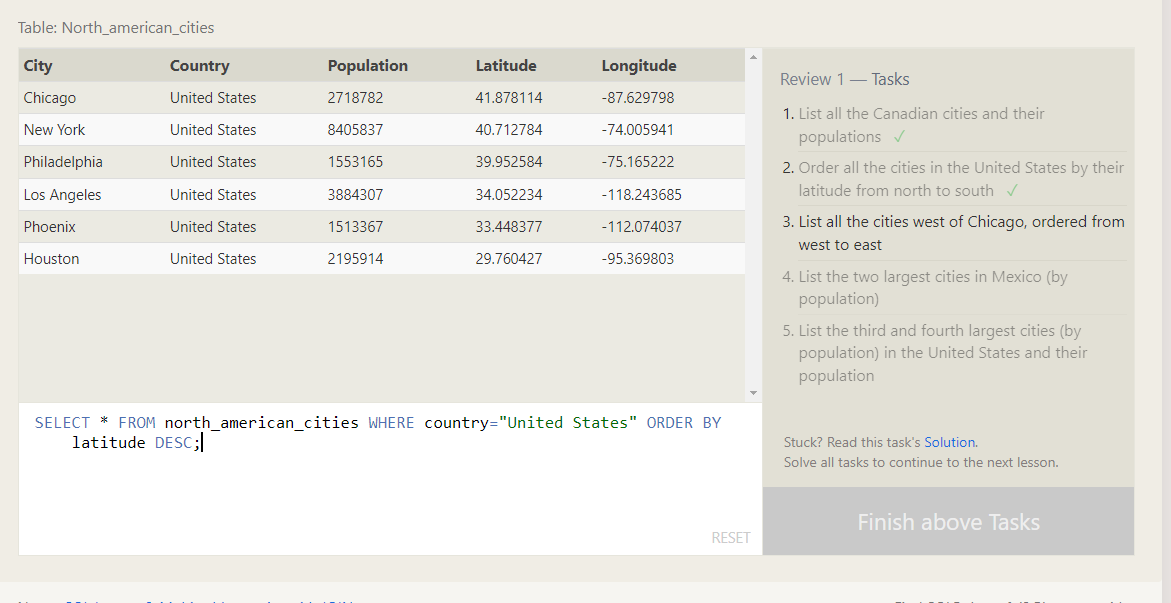 Table: North_american_cities
City Country Population Latitude Longitude
Chicago United States 2718782 41.878114 -87.629798
New York United States 8405837 40.712784 -74.005941
Philadelphia United States 1553165 39.952584 -75.165222
Los Angeles United States 3884307 34.052234 -118.243685
Phoenix United States 1513367 33.448377 -112.074037
Houston United States 2195914 29.760427 -95.369803
SELECT * FROM north_american_cities WHERE country="United States" ORDER BY
latitude DESC;
RESET
Review 1 — Tasks
1. List all the Canadian cities and their
populations ✓
2. Order all the cities in the United States by their
latitude from north to south ✓
3. List all the cities west of Chicago, ordered from
west to east
4. List the two largest cities in Mexico (by
population)
5. List the third and fourth largest cities (by
population) in the United States and their
population
Stuck? Read this task's Solution.
Solve all tasks to continue to the next lesson.
Finish above Tasks